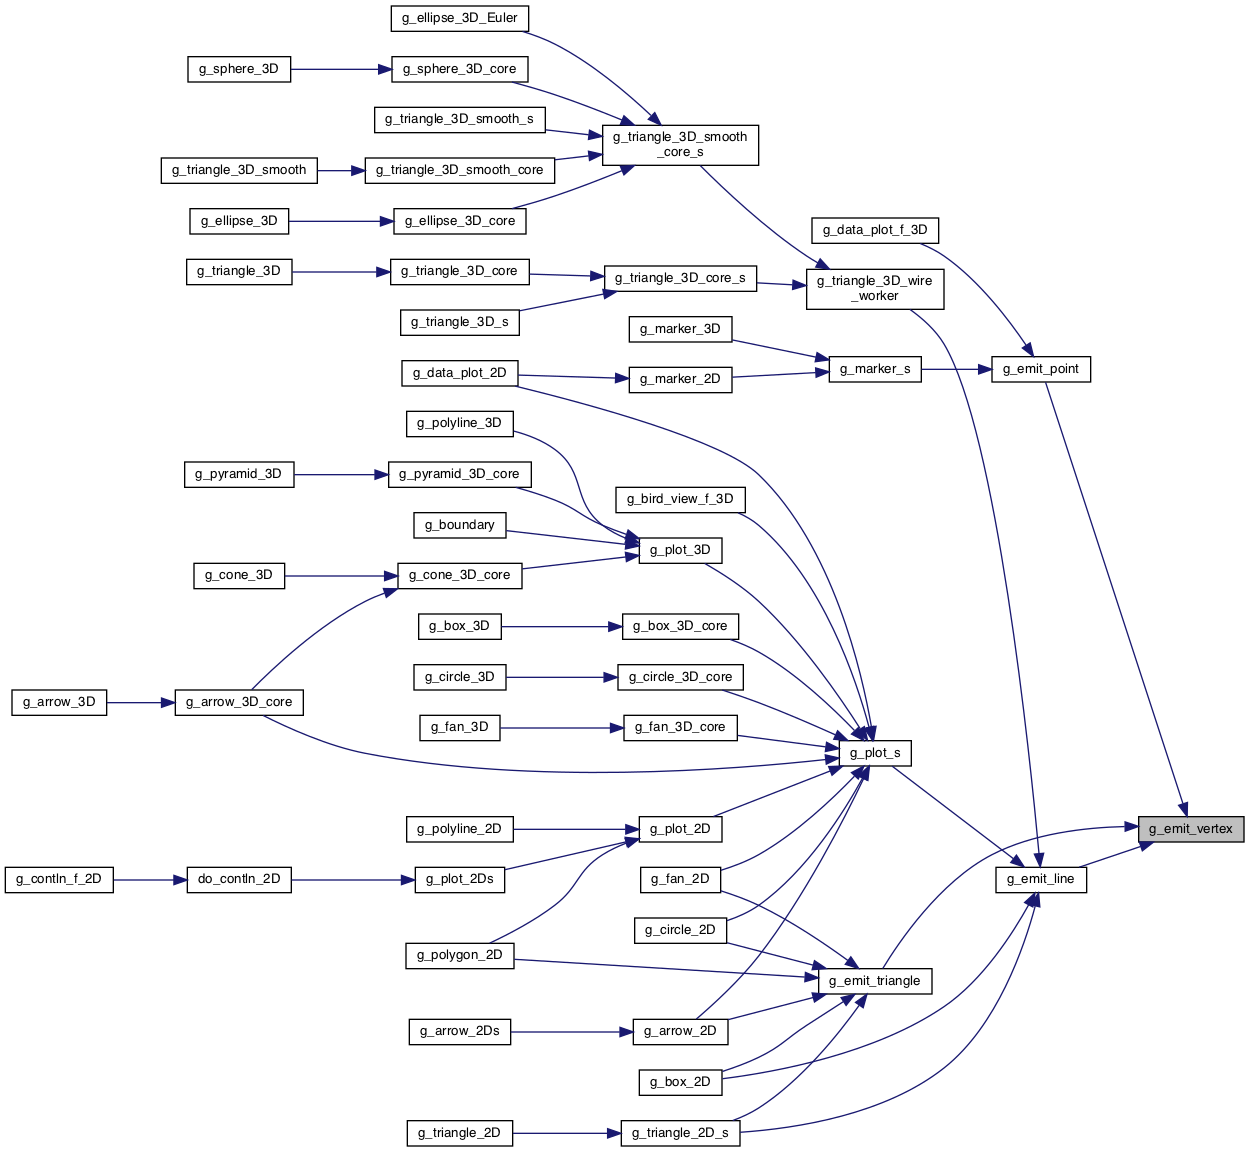 g_ellipse_3D_Euler
g_sphere_3D
g_sphere_3D_core
g_triangle_3D_smooth_s
g_triangle_3D_smooth
_core_s
g_triangle_3D_smooth
g_triangle_3D_smooth_core
g_ellipse_3D
g_ellipse_3D_core
g_data_plot_f_3D
g_triangle_3D
g_triangle_3D_core
g_triangle_3D_core_s
g_triangle_3D_wire
_worker
g_triangle_3D_s
g_marker_3D
g_data_plot_2D
g_marker_2D
g_marker_s
g_emit_point
g_polyline_3D
g_pyramid_3D
g_pyramid_3D_core
g_bird_view_f_3D
g_boundary
g_plot_3D
g_cone_3D
g_cone_3D_core
g_box_3D
g_box_3D_core
g_circle_3D
g_circle_3D_core
g_arrow_3D
g_arrow_3D_core
g_fan_3D
g_fan_3D_core
g_plot_s
g_polyline_2D
g_plot_2D
g_emit_vertex
g_contln_f_2D
do_contln_2D
g_plot_2Ds
g_fan_2D
g_emit_line
g_circle_2D
g_polygon_2D
g_emit_triangle
g_arrow_2Ds
g_arrow_2D
g_box_2D
g_triangle_2D
g_triangle_2D_s